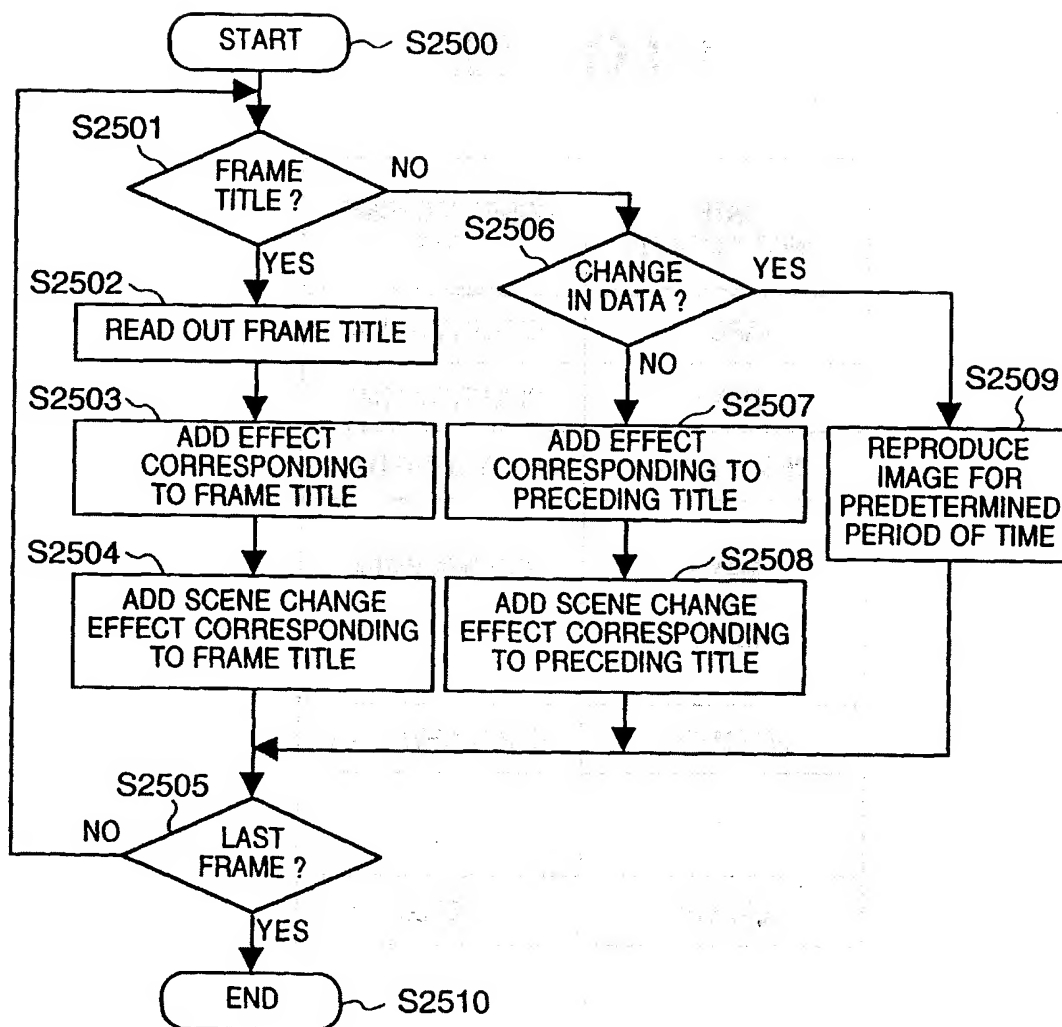 START
S2500
S2501
FRAME
TITLE ?
NO
YES
S2506
CHANGE
IN DATA ?
YES
NO
S2502
READ OUT FRAME TITLE
S2503
ADD EFFECT
CORRESPONDING
TO FRAME TITLE
S2507
ADD EFFECT
CORRESPONDING TO
PRECEDING TITLE
S2509
REPRODUCE
IMAGE FOR
PREDETERMINED
PERIOD OF TIME
S2504
ADD SCENE CHANGE
EFFECT CORRESPONDING
TO FRAME TITLE
S2508
ADD SCENE CHANGE
EFFECT CORRESPONDING
TO PRECEDING TITLE
S2505
NO
LAST
FRAME ?
YES
END
S2510